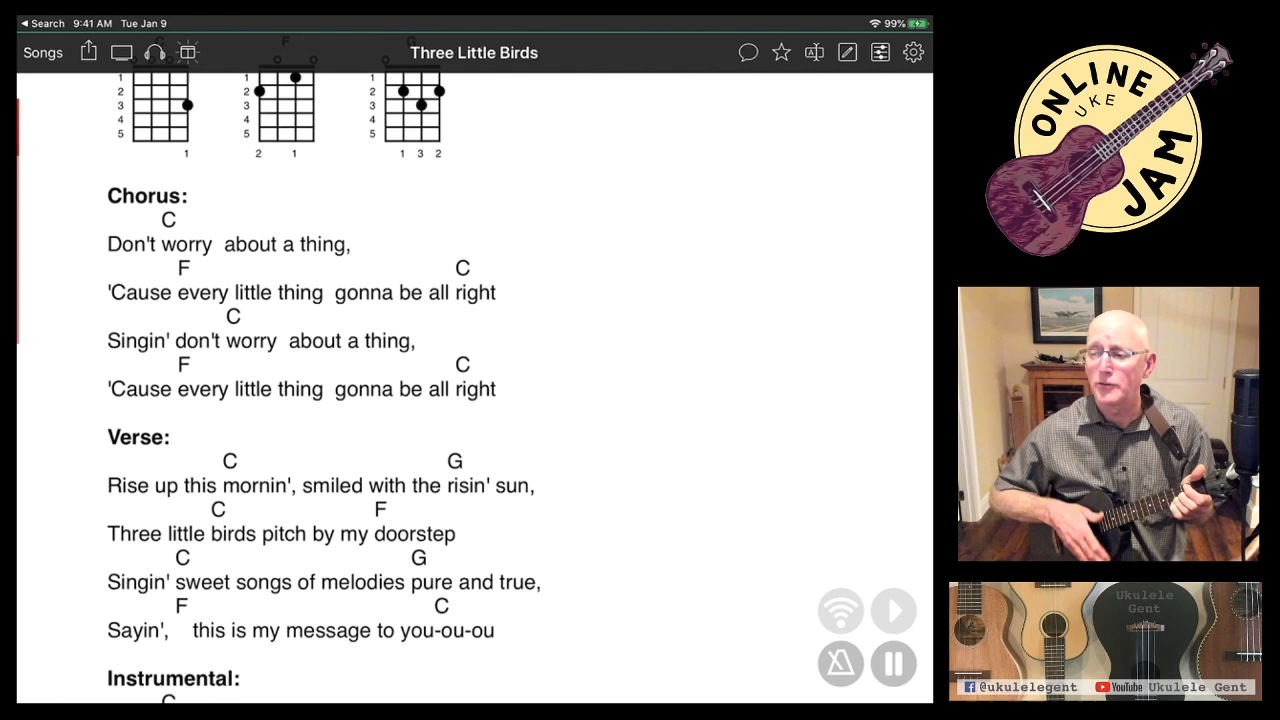 Search 9:41 AM Tue Jan 9 99%
Songs Three Little Birds
C F G
1 1 1
2 2 2
3 3 3
4 4 4
5 5 5
1 2 1 1 3 2
Chorus:
C
Don't worry about a thing,
F C
'Cause every little thing gonna be all right
C
Singin' don't worry about a thing,
F C
'Cause every little thing gonna be all right
Verse:
C G
Rise up this mornin', smiled with the risin' sun,
C F
Three little birds pitch by my doorstep
C G
Singin' sweet songs of melodies pure and true,
F C
Sayin', this is my message to you-ou-ou
Instrumental:
C
ONLINE
UKE
JAM
Ukulele
Gent
@ukulelegent YouTube Ukulele Gent